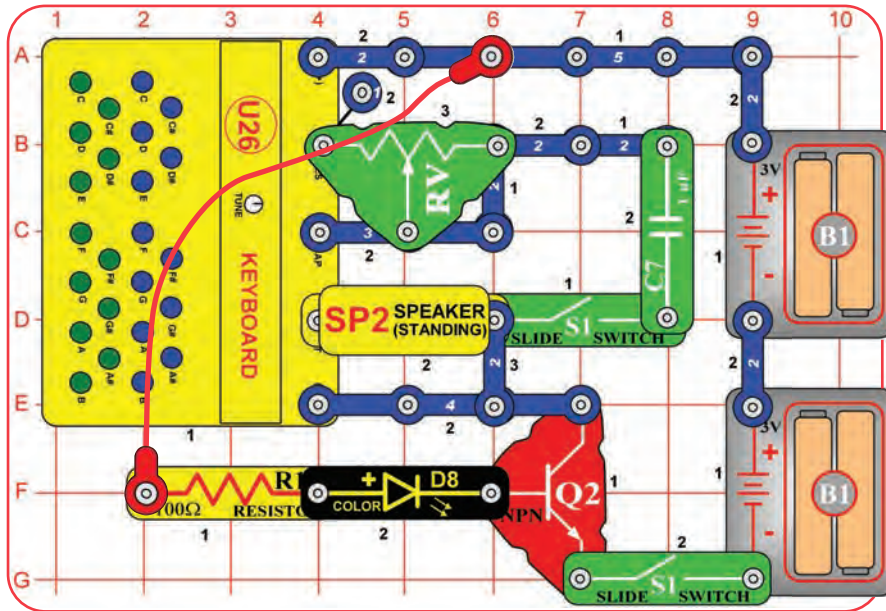 1 2 3 4 5 6 7 8 9 10
A
B
C
D
E
F
G
2 2 1 5
1 2
U26
TUNE
KEYBOARD
C C# D D# E F F# G G# A A# B
C C# D D# E F F# G G# A A# B
1
3
RV
2 2 1 2
2 1
3 2
AP
2 2
3V
+
B1
-
1
C7
2
1
SP2 SPEAKER
(STANDING)
S1
SLIDE SWITCH
2 2 3
4 2
2 2
3V
+
B1
-
1
R1
100Ω RESISTO
1
+ D8
COLOR
2
Q2
NPN
1
2
S1
SLIDE SWITCH